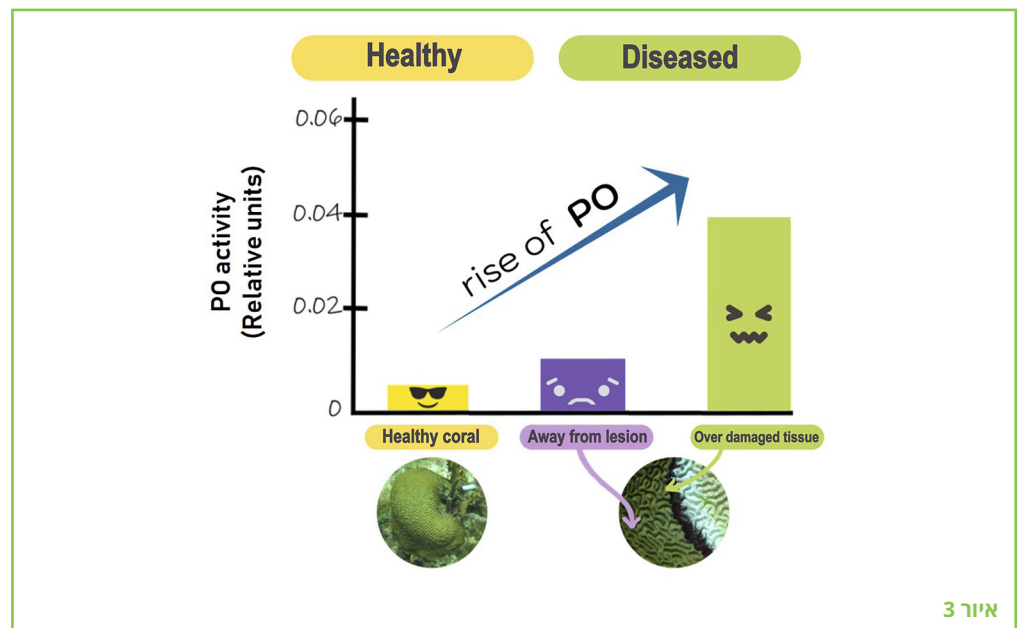 Healthy
Diseased
0.06
0.04
0.02
0
PO activity
(Relative units)
rise of PO
Healthy coral
Away from lesion
Over damaged tissue
איור 3